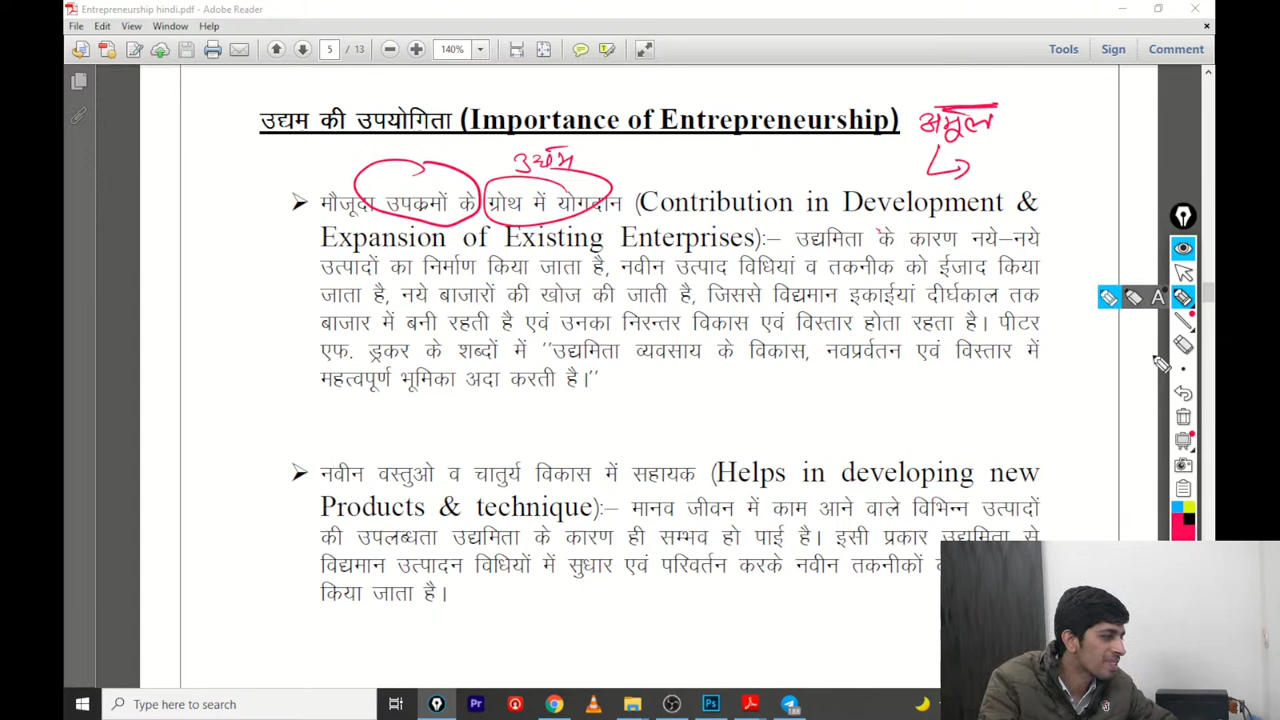 Entrepreneurship hindi.pdf - Adobe Reader
File Edit View Window Help
5 / 13 140% Tools Sign Comment
उद्यम की उपयोगिता (Importance of Entrepreneurship) अमूल
उद्यम
➢ मौजूदा उपक्रमों के ग्रोथ में योगदान (Contribution in Development &
Expansion of Existing Enterprises):– उद्यमिता के कारण नये–नये
उत्पादों का निर्माण किया जाता है, नवीन उत्पाद विधियां व तकनीक को ईजाद किया
जाता है, नये बाजारों की खोज की जाती है, जिससे विद्यमान इकाईयां दीर्घकाल तक
बाजार में बनी रहती है एवं उनका निरन्तर विकास एवं विस्तार होता रहता है। पीटर
एफ. ड्रकर के शब्दों में ''उद्यमिता व्यवसाय के विकास, नवप्रर्वतन एवं विस्तार में
महत्वपूर्ण भूमिका अदा करती है।''
➢ नवीन वस्तुओ व चातुर्य विकास में सहायक (Helps in developing new
Products & technique):– मानव जीवन में काम आने वाले विभिन्न उत्पादों
की उपलब्धता उद्यमिता के कारण ही सम्भव हो पाई है। इसी प्रकार उद्यमिता से
विद्यमान उत्पादन विधियों में सुधार एवं परिवर्तन करके नवीन तकनीकों
किया जाता है।
Type here to search